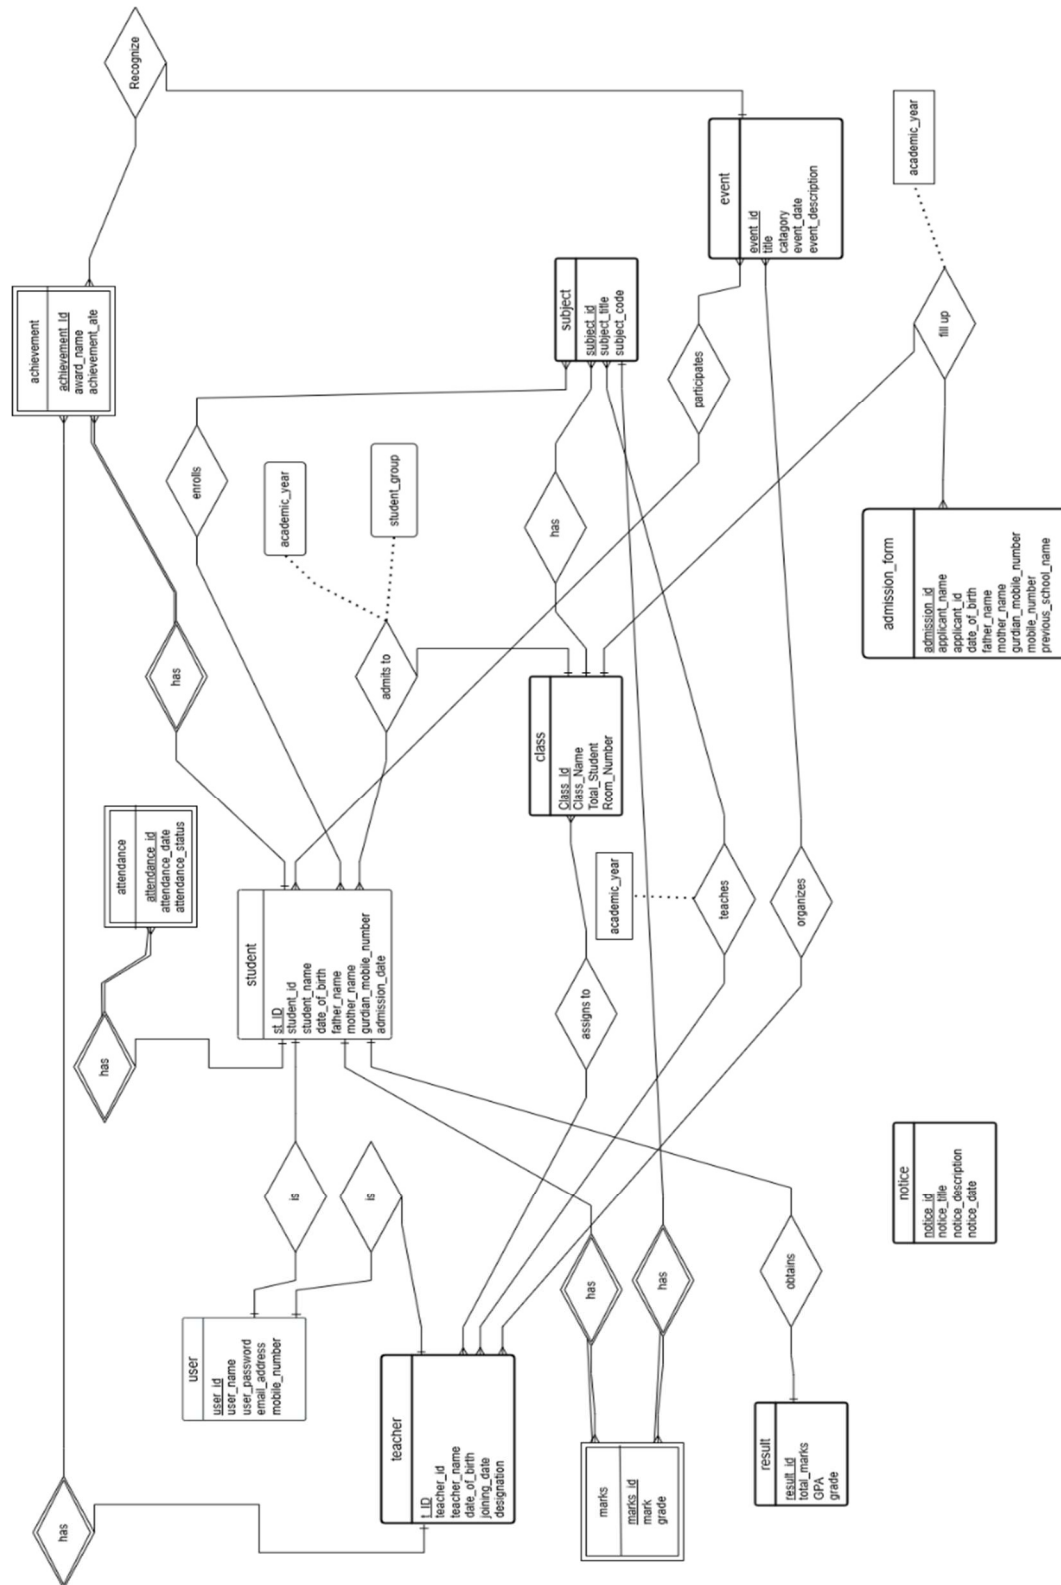 Recognize
achievement
achievement_Id
award_name
achievement_ate
has
attendance
attendance_id
attendance_date
attendance_status
has
has
enrolls
academic_year
student_group
admits to
student
st_ID
student_id
student_name
date_of_birth
father_name
mother_name
gurdian_mobile_number
admission_date
is
is
user
user_id
user_name
user_password
email_address
mobile_number
teacher
t_ID
teacher_id
teacher_name
date_of_birth
joining_date
designation
subject
subject_id
subject_title
subject_code
has
class
Class_Id
Class_Name
Total_Student
Room_Number
assigns to
academic_year
teaches
has
has
marks
marks_id
mark
grade
event
event_id
title
catagory
event_date
event_description
participates
organizes
obtains
result
result_id
total_marks
GPA
grade
academic_year
fill up
admission_form
admission_id
applicant_name
applicant_id
date_of_birth
father_name
mother_name
gurdian_mobile_number
mobile_number
previous_school_name
notice
notice_id
notice_title
notice_description
notice_date